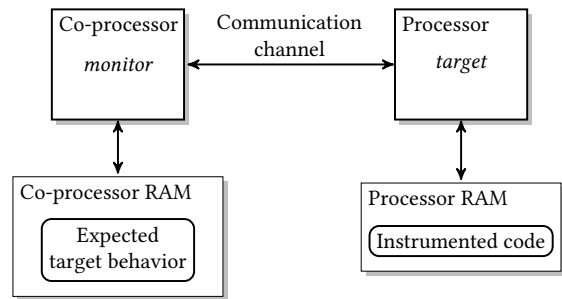 Co-processor
monitor
Communication
channel
Processor
target
Co-processor RAM
Expected
target behavior
Processor RAM
Instrumented code